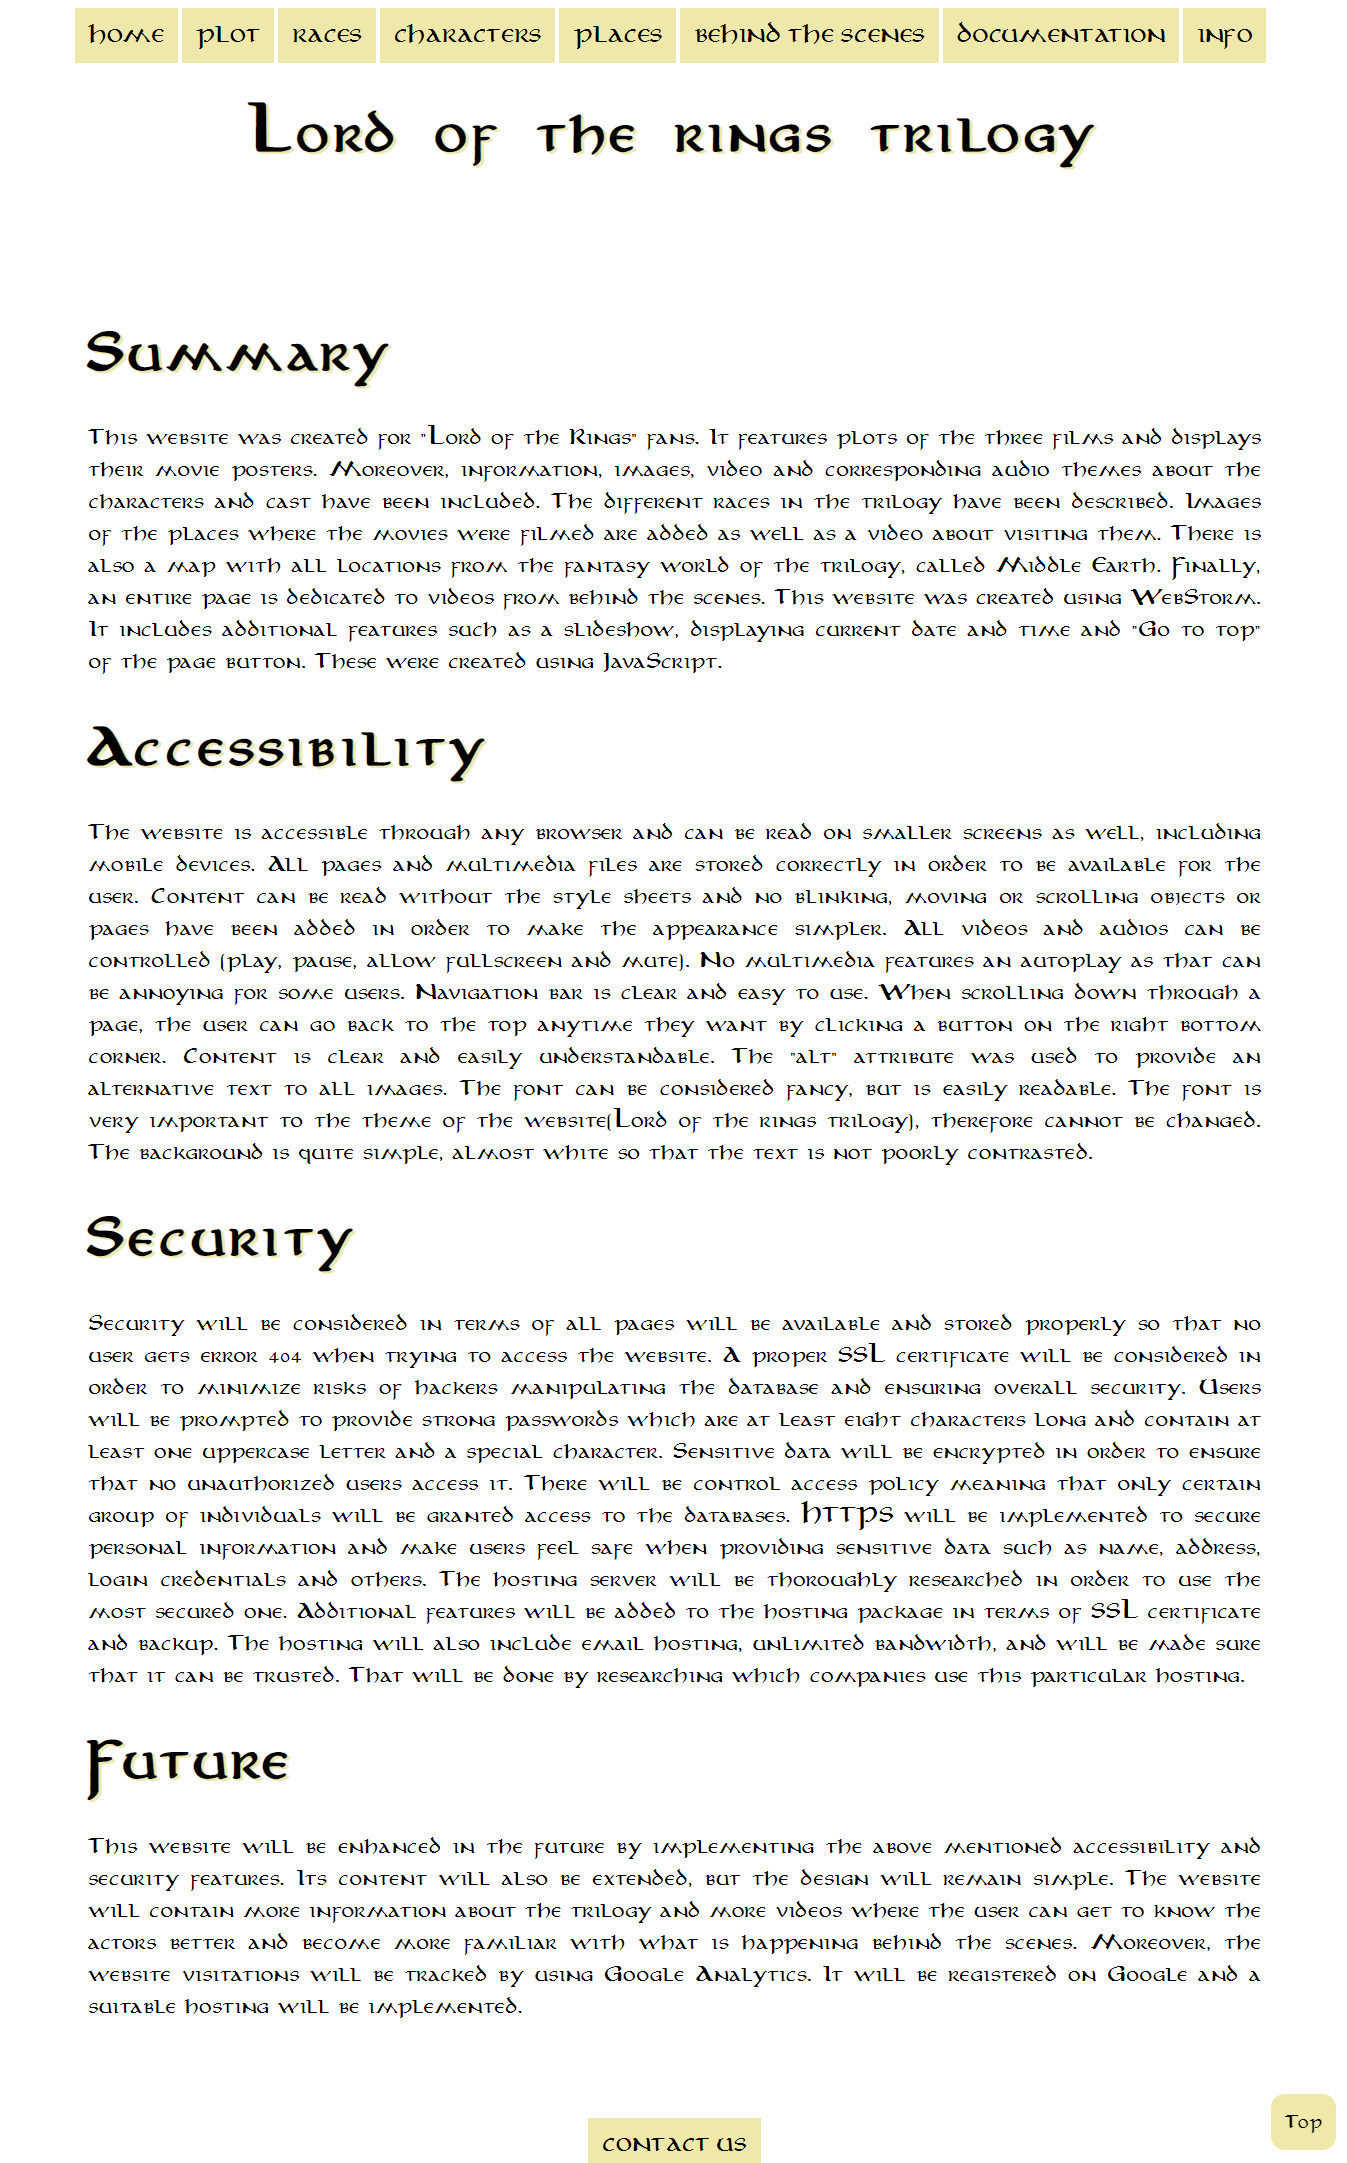 home plot races characters places behind the scenes documentation info
Lord of the rings trilogy
Summary
This website was created for "Lord of the Rings" fans. It features plots of the three films and displays
their movie posters. Moreover, information, images, video and corresponding audio themes about the
characters and cast have been included. The different races in the trilogy have been described. Images
of the places where the movies were filmed are added as well as a video about visiting them. There is
also a map with all locations from the fantasy world of the trilogy, called Middle Earth. Finally,
an entire page is dedicated to videos from behind the scenes. This website was created using WebStorm.
It includes additional features such as a slideshow, displaying current date and time and "Go to top"
of the page button. These were created using JavaScript.
Accessibility
The website is accessible through any browser and can be read on smaller screens as well, including
mobile devices. All pages and multimedia files are stored correctly in order to be available for the
user. Content can be read without the style sheets and no blinking, moving or scrolling objects or
pages have been added in order to make the appearance simpler. All videos and audios can be
controlled (play, pause, allow fullscreen and mute). No multimedia features an autoplay as that can
be annoying for some users. Navigation bar is clear and easy to use. When scrolling down through a
page, the user can go back to the top anytime they want by clicking a button on the right bottom
corner. Content is clear and easily understandable. The "alt" attribute was used to provide an
alternative text to all images. The font can be considered fancy, but is easily readable. The font is
very important to the theme of the website(Lord of the rings trilogy), therefore cannot be changed.
The background is quite simple, almost white so that the text is not poorly contrasted.
Security
Security will be considered in terms of all pages will be available and stored properly so that no
user gets error 404 when trying to access the website. A proper SSL certificate will be considered in
order to minimize risks of hackers manipulating the database and ensuring overall security. Users
will be prompted to provide strong passwords which are at least eight characters long and contain at
least one uppercase letter and a special character. Sensitive data will be encrypted in order to ensure
that no unauthorized users access it. There will be control access policy meaning that only certain
group of individuals will be granted access to the databases. HTTPS will be implemented to secure
personal information and make users feel safe when providing sensitive data such as name, address,
login credentials and others. The hosting server will be thoroughly researched in order to use the
most secured one. Additional features will be added to the hosting package in terms of SSL certificate
and backup. The hosting will also include email hosting, unlimited bandwidth, and will be made sure
that it can be trusted. That will be done by researching which companies use this particular hosting.
Future
This website will be enhanced in the future by implementing the above mentioned accessibility and
security features. Its content will also be extended, but the design will remain simple. The website
will contain more information about the trilogy and more videos where the user can get to know the
actors better and become more familiar with what is happening behind the scenes. Moreover, the
website visitations will be tracked by using Google Analytics. It will be registered on Google and a
suitable hosting will be implemented.
Top
contact us